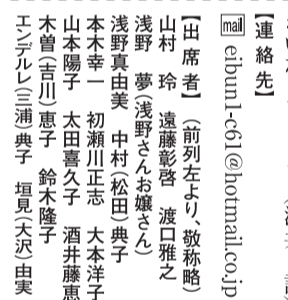 【連絡先】
mail eibun1-c61@hotmail.co.jp
【出席者】(前列左より、敬称略)
山村 玲 遠藤彰啓 渡口雅之
浅野 夢(浅野さんお嬢さん)
浅野真由美 中村(松田)典子
本木幸一 初瀬川正志 大本洋子
山本陽子 太田喜久子 酒井藤恵
木曽(吉川)恵子 鈴木隆子
エンデルレ(三浦)典子 垣見(大沢)由実